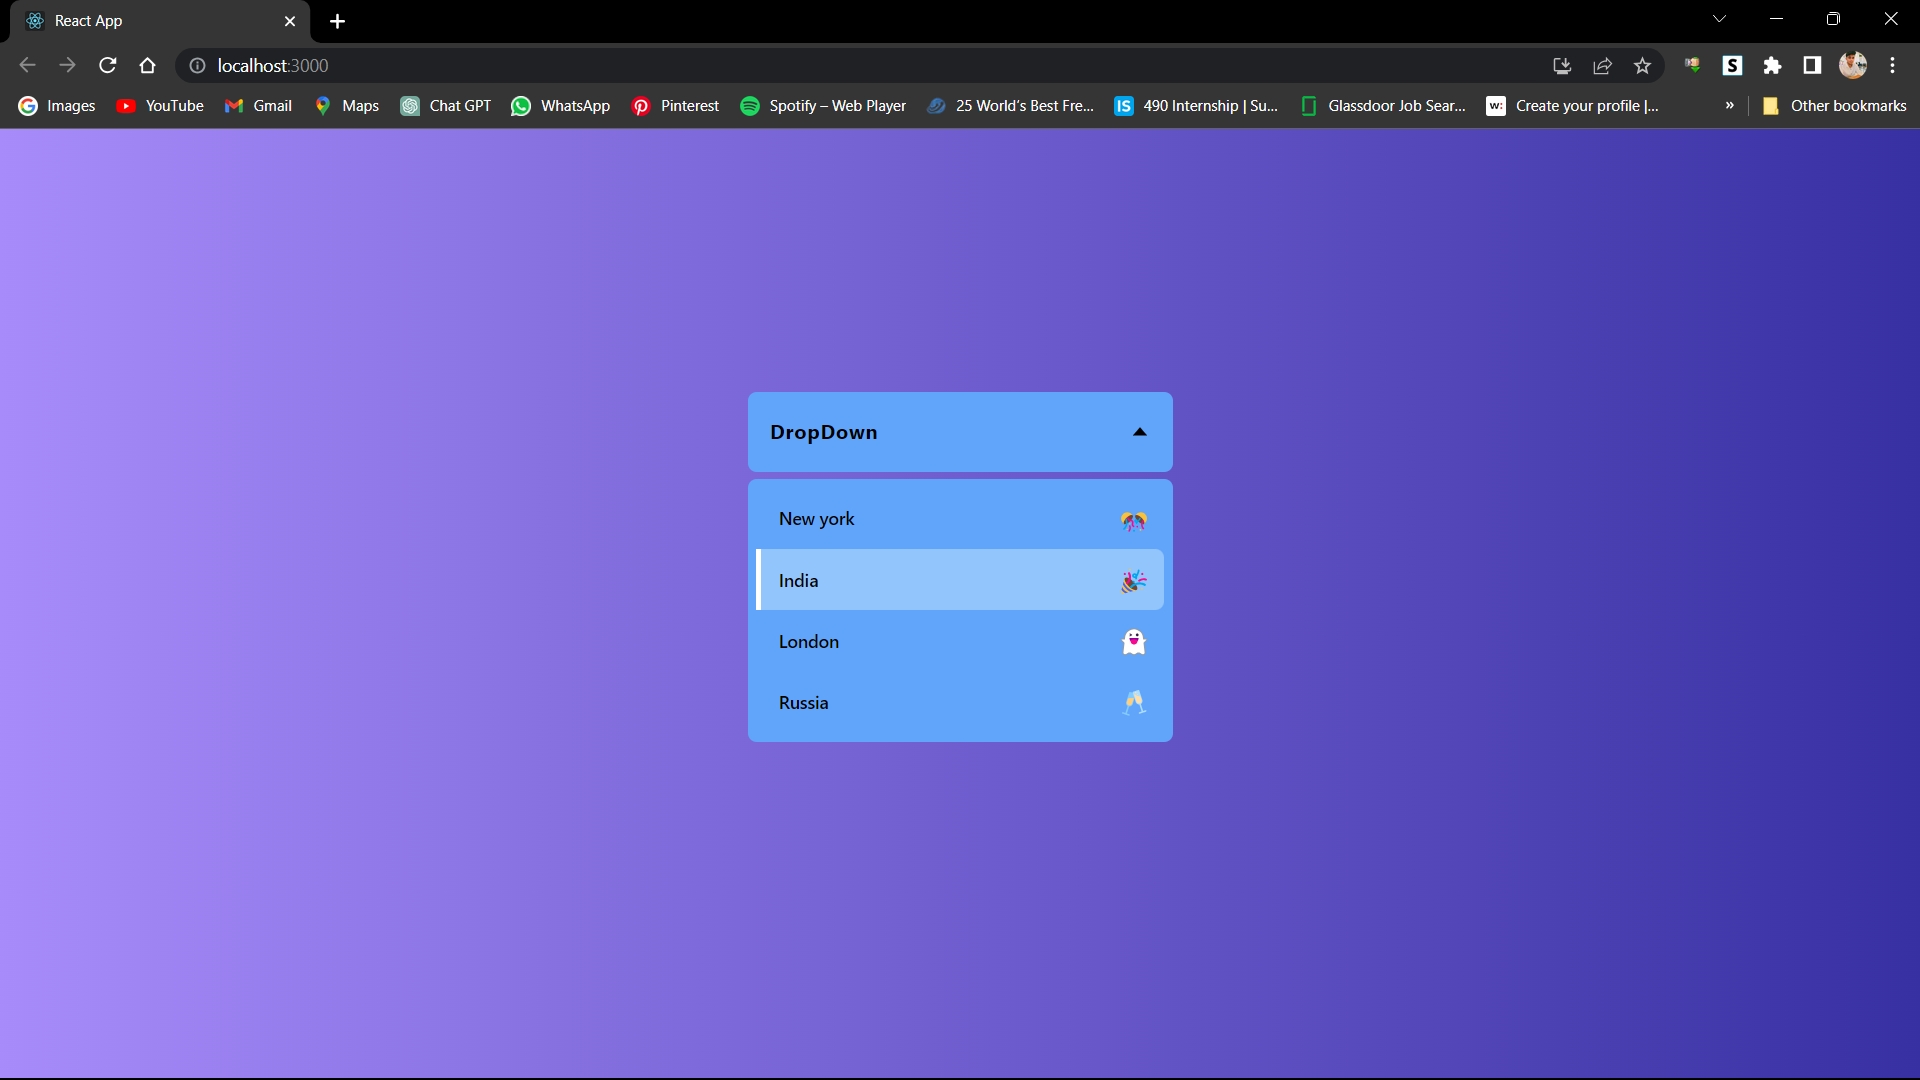 React App
localhost:3000
S
Images YouTube Gmail Maps Chat GPT WhatsApp Pinterest Spotify – Web Player 25 World's Best Fre... IS 490 Internship | Su... Glassdoor Job Sear... w: Create your profile |... » Other bookmarks
DropDown
New york 🎊
India 🎉
London 👻
Russia 🥂